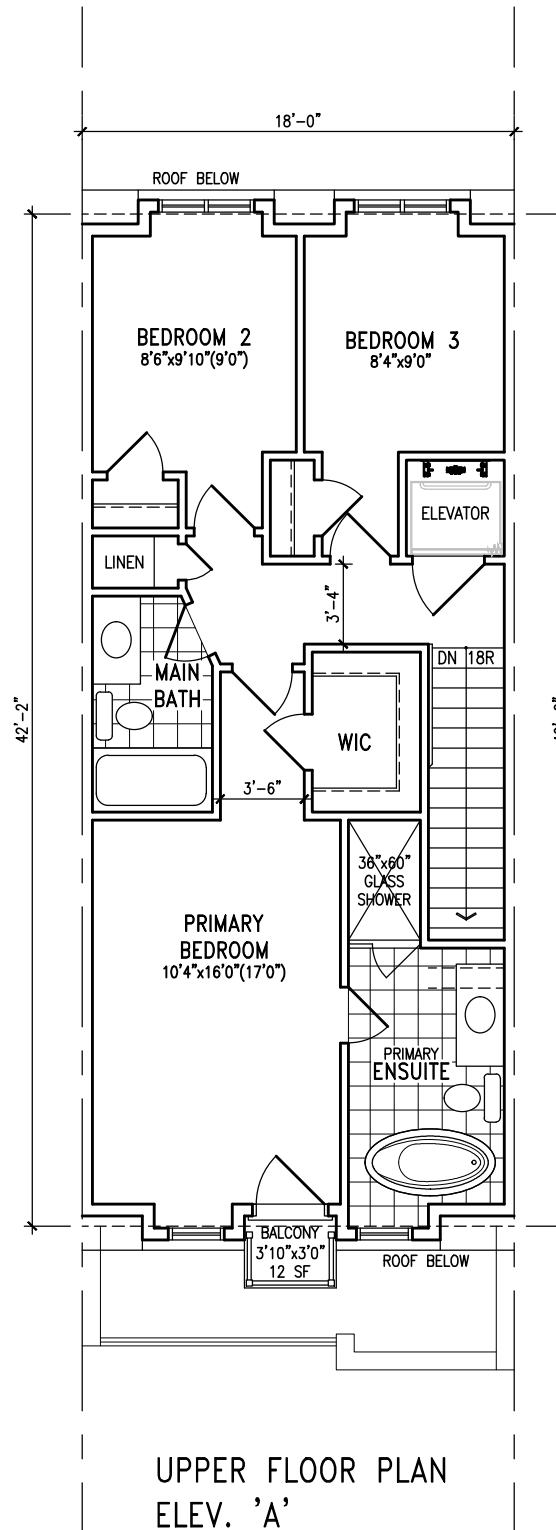 18'-0"
ROOF BELOW
BEDROOM 2
8'6"x9'10"(9'0")
BEDROOM 3
8'4"x9'0"
ELEVATOR
LINEN
3'-4"
DN 18R
MAIN
BATH
WIC
42'-2"
3'-6"
36"x60"
GLASS
SHOWER
PRIMARY
BEDROOM
10'4"x16'0"(17'0")
PRIMARY
ENSUITE
BALCONY
3'10"x3'0"
12 SF
ROOF BELOW
UPPER FLOOR PLAN
ELEV. 'A'